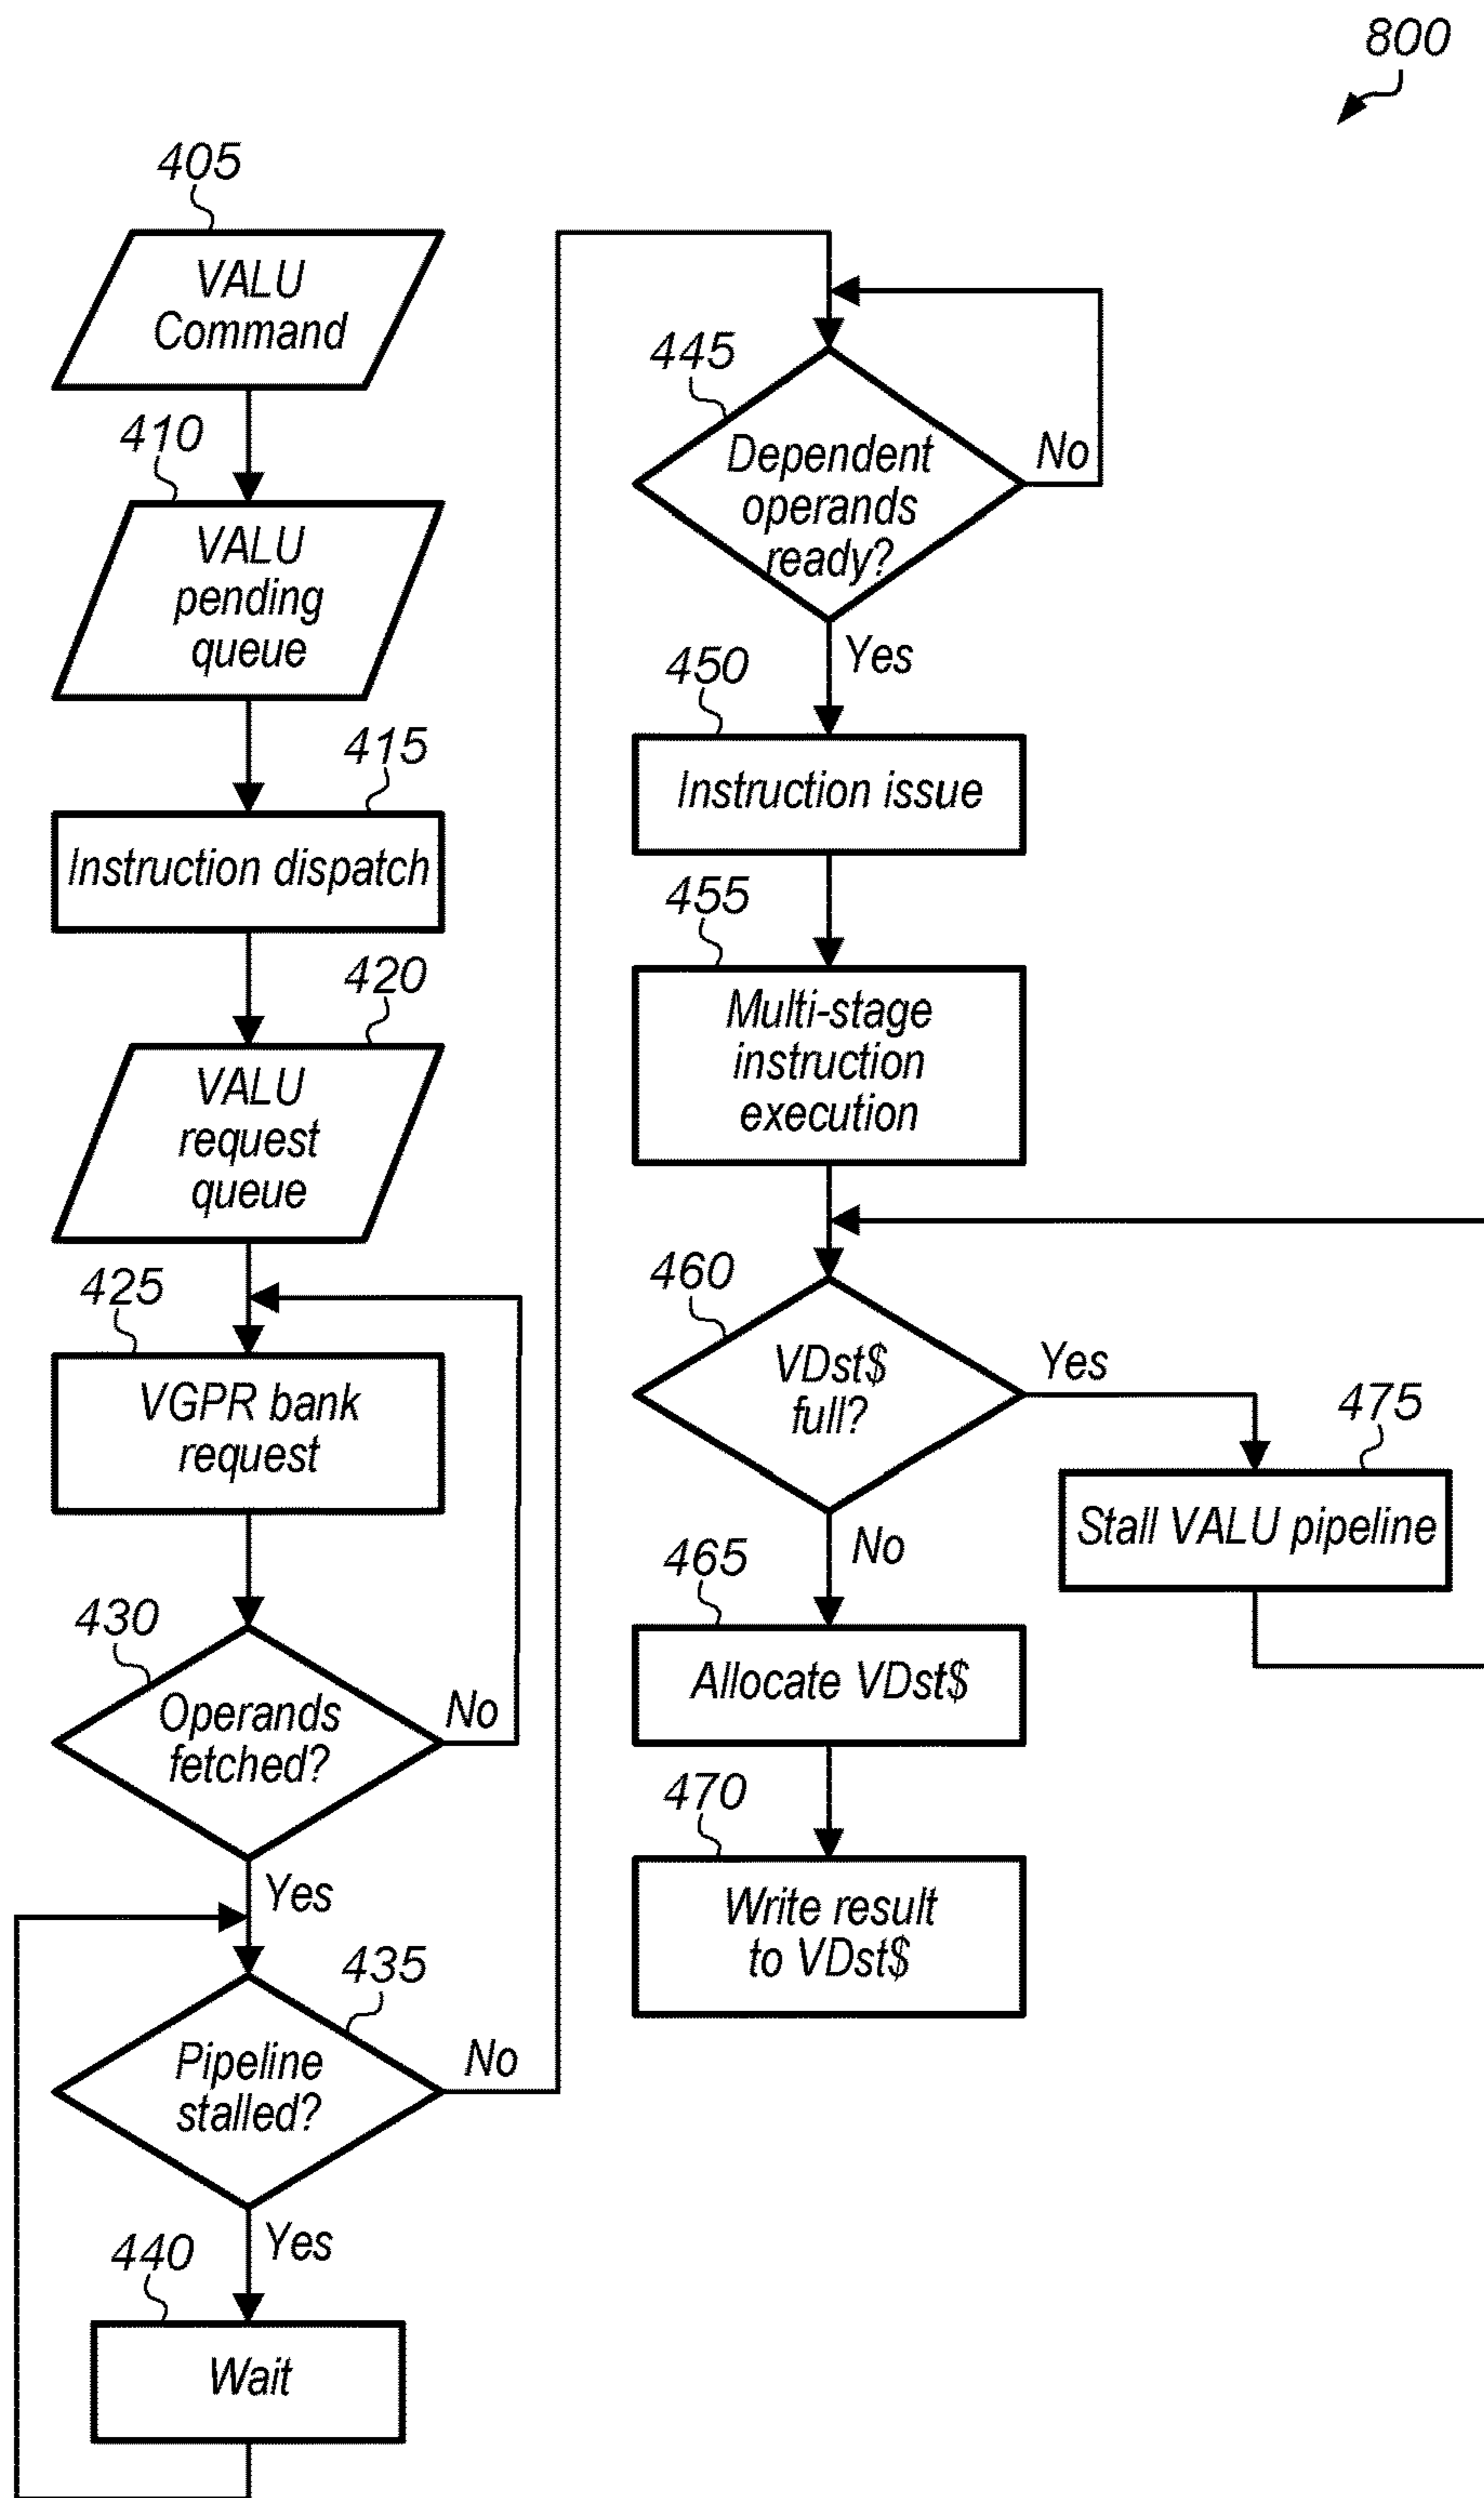 800
405
VALU
Command
410
VALU
pending
queue
415
Instruction dispatch
420
VALU
request
queue
425
VGPR bank
request
430
Operands
fetched?
No
Yes
435
Pipeline
stalled?
No
Yes
440
Wait
445
Dependent
operands
ready?
No
Yes
450
Instruction issue
455
Multi-stage
instruction
execution
460
VDst$
full?
Yes
No
475
Stall VALU pipeline
465
Allocate VDst$
470
Write result
to VDst$